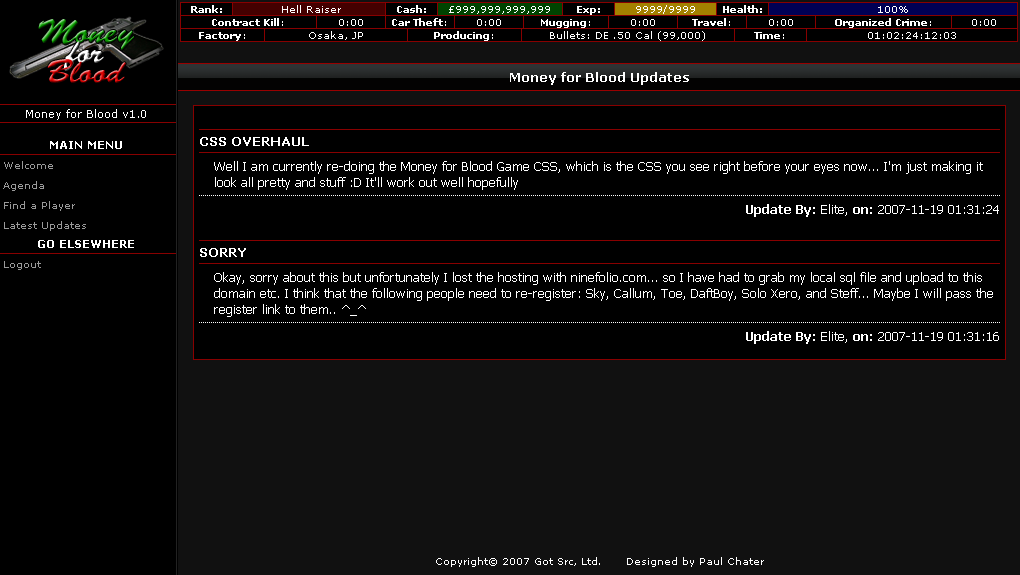 Money for Blood
Rank: Hell Raiser Cash: £999,999,999,999 Exp: 9999/9999 Health: 100%
Contract Kill: 0:00 Car Theft: 0:00 Mugging: 0:00 Travel: 0:00 Organized Crime: 0:00
Factory: Osaka, JP Producing: Bullets: DE .50 Cal (99,000) Time: 01:02:24:12:03
Money for Blood v1.0
MAIN MENU
Welcome
Agenda
Find a Player
Latest Updates
GO ELSEWHERE
Logout
Money for Blood Updates
CSS OVERHAUL
Well I am currently re-doing the Money for Blood Game CSS, which is the CSS you see right before your eyes now... I'm just making it
look all pretty and stuff :D It'll work out well hopefully
Update By: Elite, on: 2007-11-19 01:31:24
SORRY
Okay, sorry about this but unfortunately I lost the hosting with ninefolio.com... so I have had to grab my local sql file and upload to this
domain etc. I think that the following people need to re-register: Sky, Callum, Toe, DaftBoy, Solo Xero, and Steff... Maybe I will pass the
register link to them.. ^_^
Update By: Elite, on: 2007-11-19 01:31:16
Copyright© 2007 Got Src, Ltd. Designed by Paul Chater